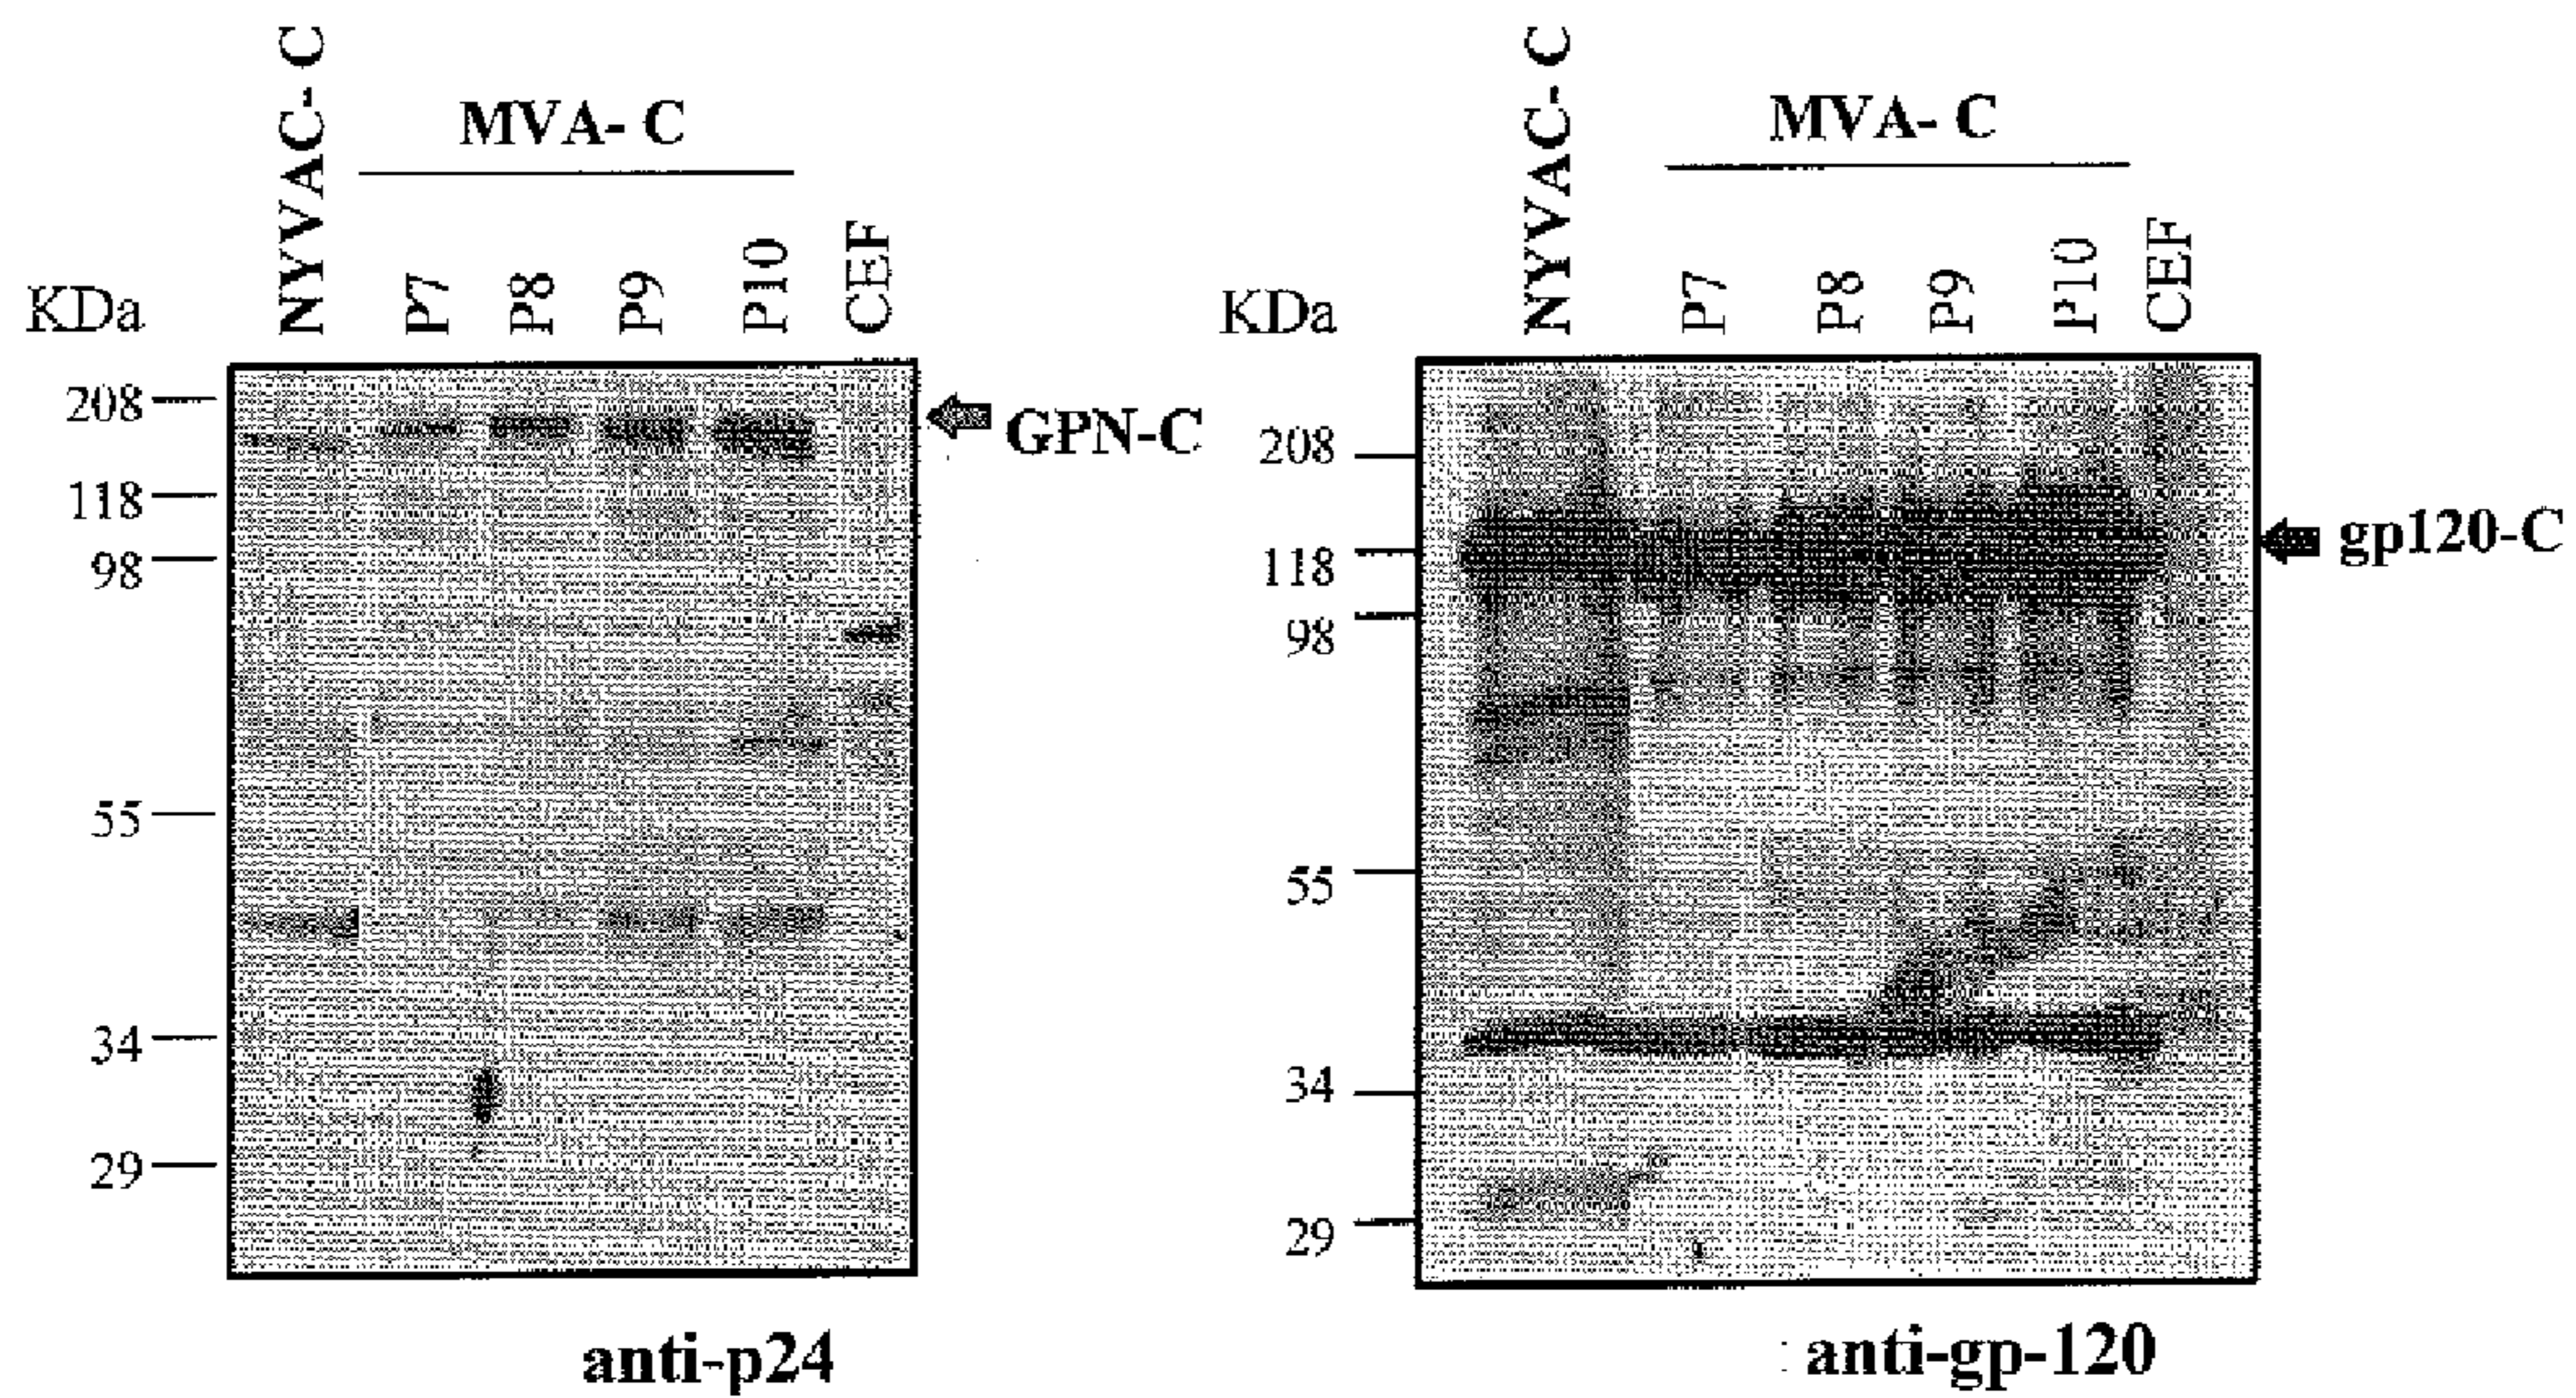 NYVAC- C
MVA- C
P7
P8
P9
P10
CEF
KDa
208
118
98
55
34
29
GPN-C
anti-p24
NYVAC- C
MVA- C
P7
P8
P9
P10
CEF
KDa
208
118
98
55
34
29
gp120-C
anti-gp-120